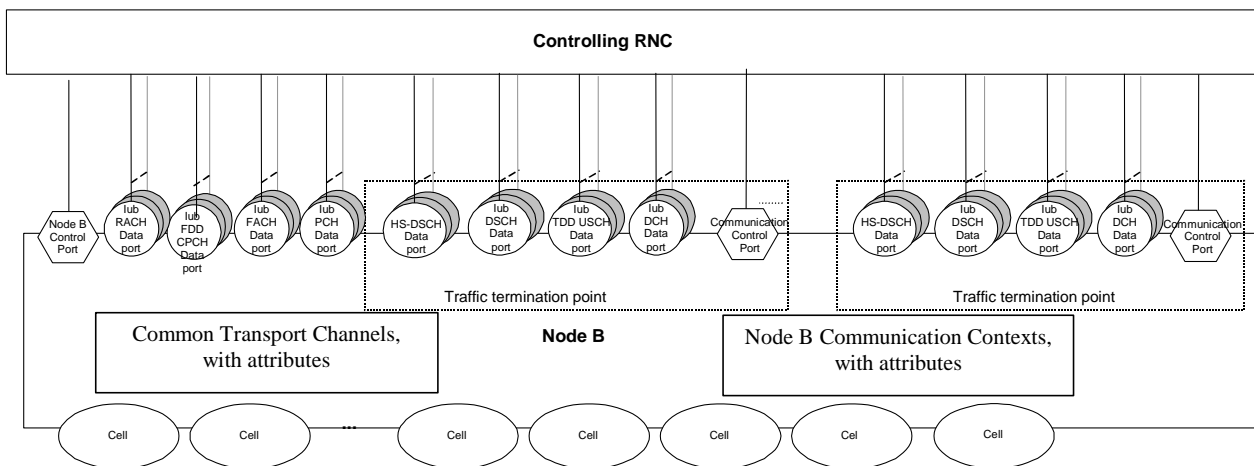 Controlling RNC
Node B
Control
Port
Iub
RACH
Data
port
Iub
FDD
CPCH
Data
port
Iub
FACH
Data
port
Iub
PCH
Data
port
HS-DSCH
Data
port
Iub
DSCH
Data
port
Iub
TDD USCH
Data
port
Iub
DCH
Data
port
Communication
Control
Port
........
HS-DSCH
Data
port
Iub
DSCH
Data
port
Iub
TDD USCH
Data
port
Iub
DCH
Data
port
Communication
Control
Port
Traffic termination point
Traffic termination point
Common Transport Channels,
with attributes
Node B
Node B Communication Contexts,
with attributes
Cell
Cell
...
Cell
Cell
Cell
Cel
Cell